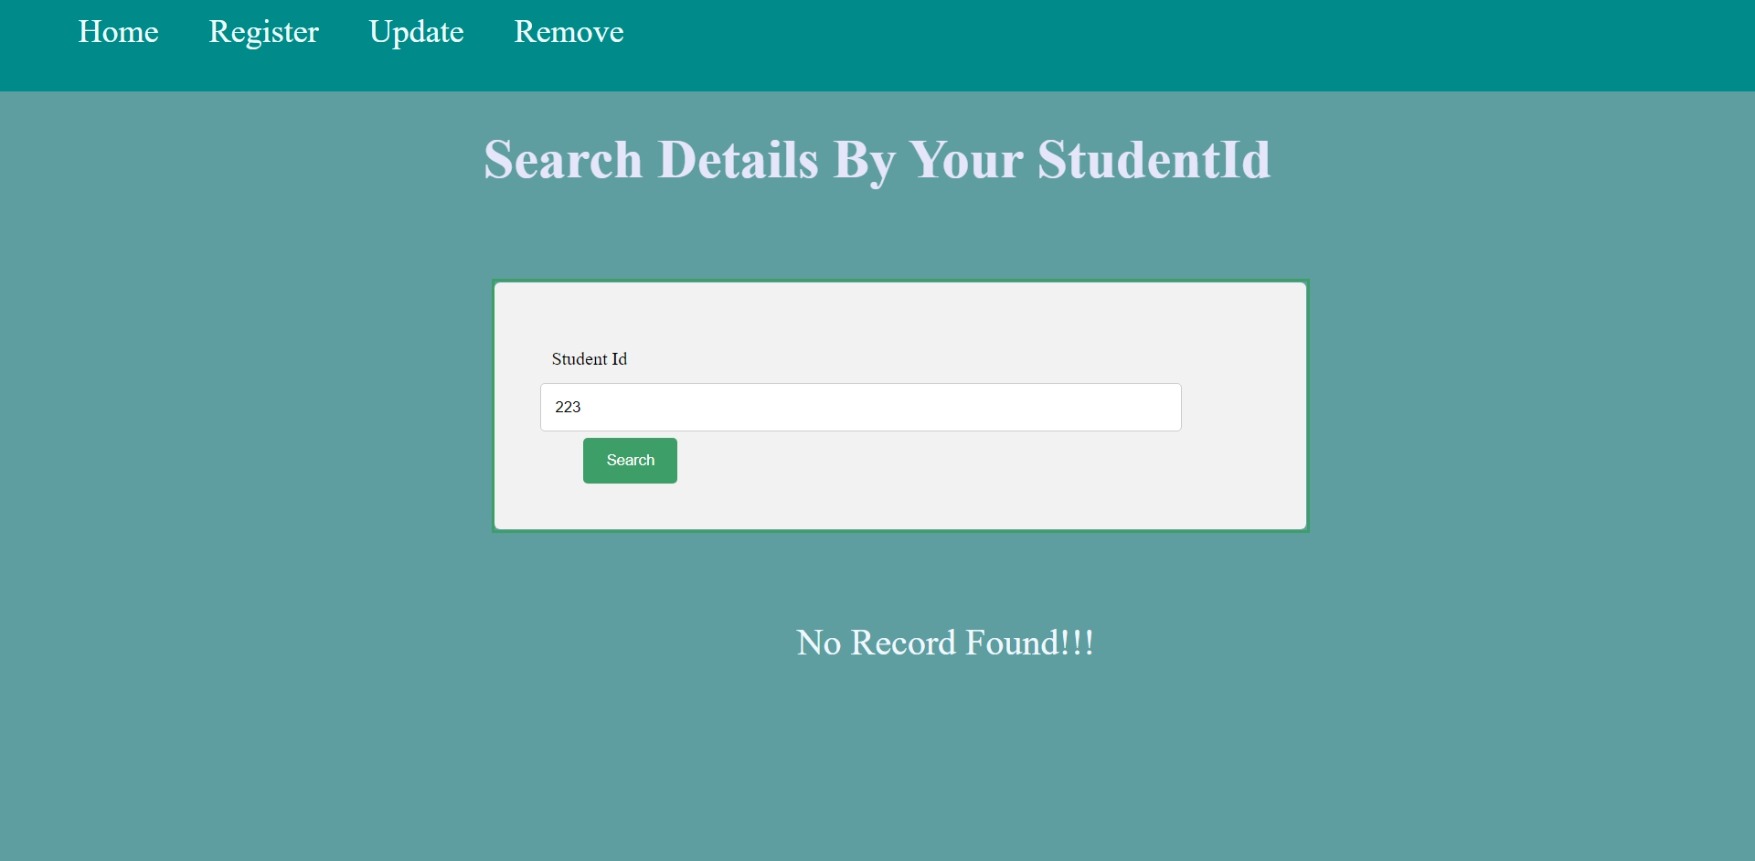 Home Register Update Remove
Search Details By Your StudentId
Student Id
223
Search
No Record Found!!!